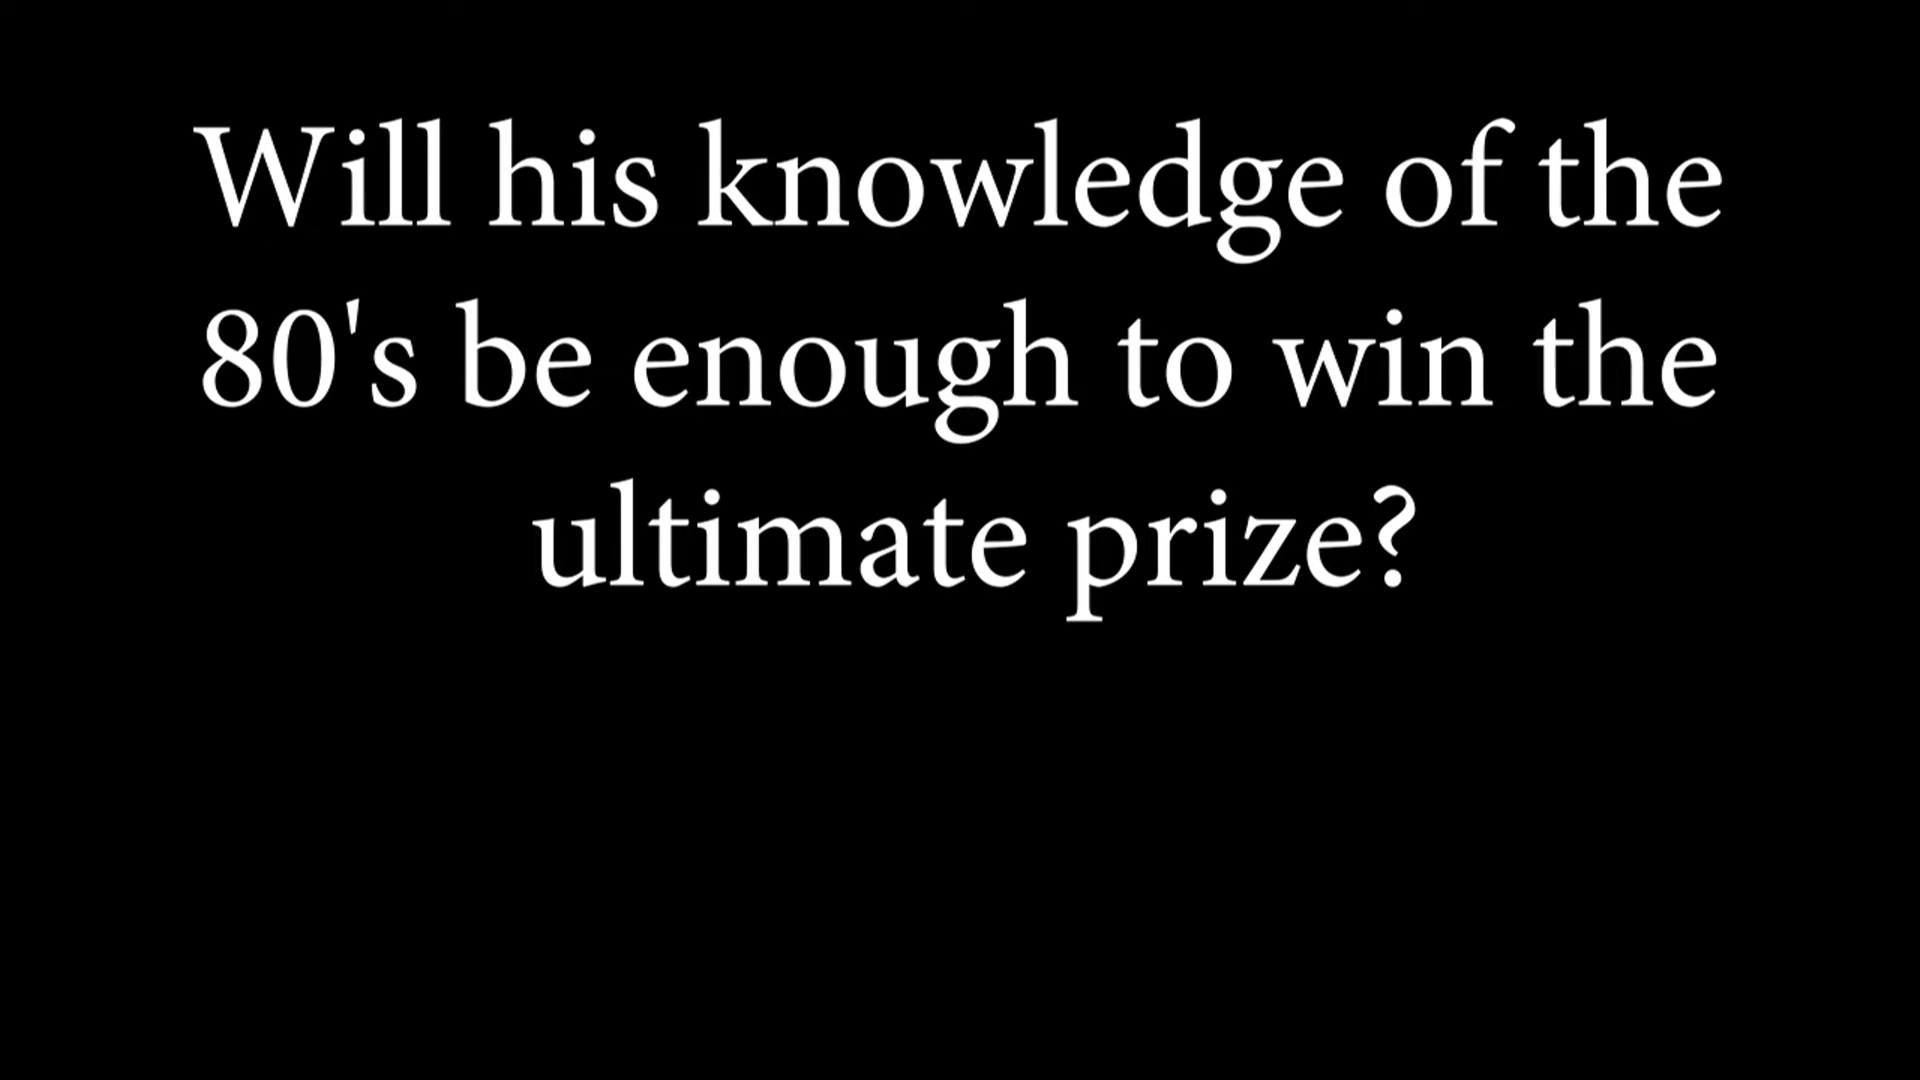 Will his knowledge of the
80's be enough to win the
ultimate prize?